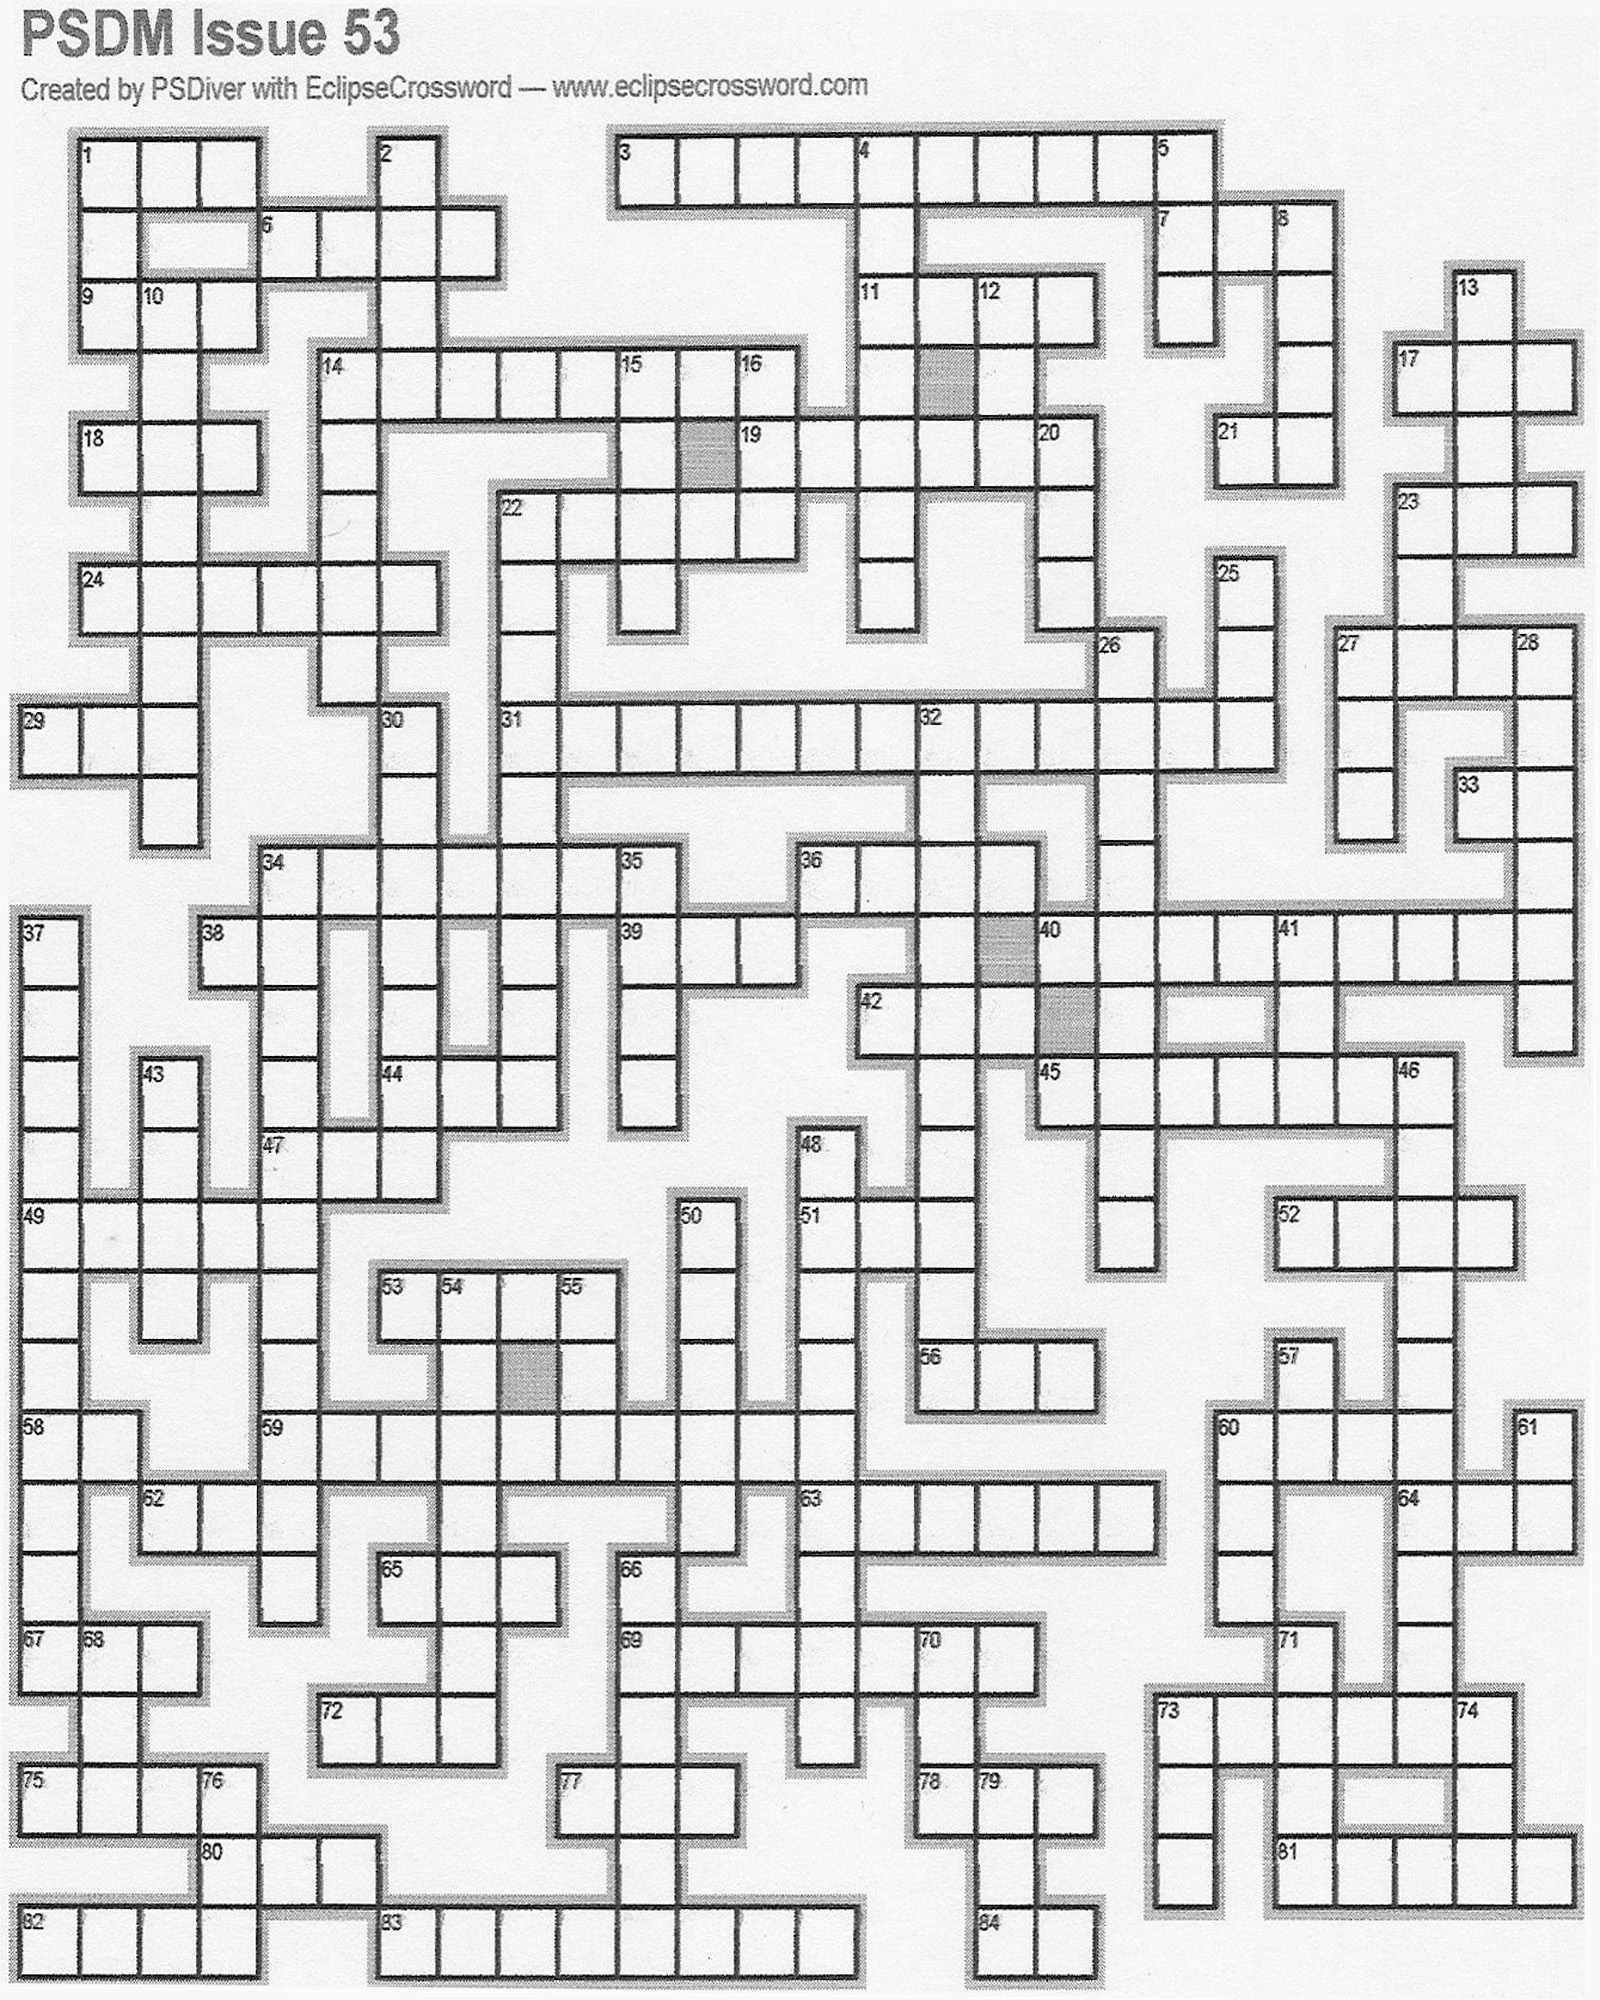 PSDM Issue 53
Created by PSDiver with EclipseCrossword — www.eclipsecrossword.com
1 2 3 4 5
6 7 8
9 10 11 12 13
14 15 16 17
18 19 20 21
22 23
24 25
26 27 28
29 30 31 32
33
34 35 36
37 38 39 40 41
42
43 44 45 46
47 48
49 50 51 52
53 54 55
56 57
58 59 60 61
62 63 64
65 66
67 68 69 70 71
72 73 74
75 76 77 78 79
80 81
82 83 84